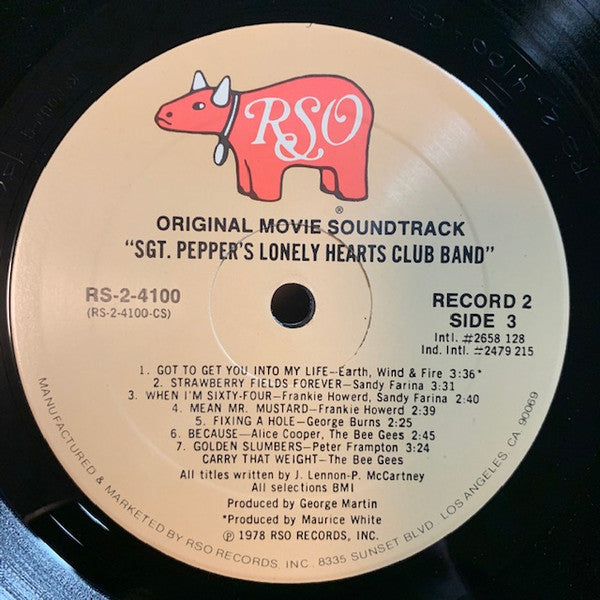 RSO
®
ORIGINAL MOVIE SOUNDTRACK
"SGT. PEPPER'S LONELY HEARTS CLUB BAND"
RS-2-4100
(RS-2-4100-CS)
RECORD 2
SIDE 3
Intl. #2658 128
Ind. Intl. #2479 215
1. GOT TO GET YOU INTO MY LIFE—Earth, Wind & Fire 3:36*
2. STRAWBERRY FIELDS FOREVER—Sandy Farina 3:31
3. WHEN I'M SIXTY-FOUR—Frankie Howerd, Sandy Farina 2:40
4. MEAN MR. MUSTARD—Frankie Howerd 2:39
5. FIXING A HOLE—George Burns 2:25
6. BECAUSE—Alice Cooper, The Bee Gees 2:45
7. GOLDEN SLUMBERS—Peter Frampton 3:24
CARRY THAT WEIGHT—The Bee Gees
All titles written by J. Lennon-P. McCartney
All selections BMI
Produced by George Martin
*Produced by Maurice White
℗ 1978 RSO RECORDS, INC.
MANUFACTURED & MARKETED BY RSO RECORDS INC. 8335 SUNSET BLVD. LOS ANGELES CA. 90069